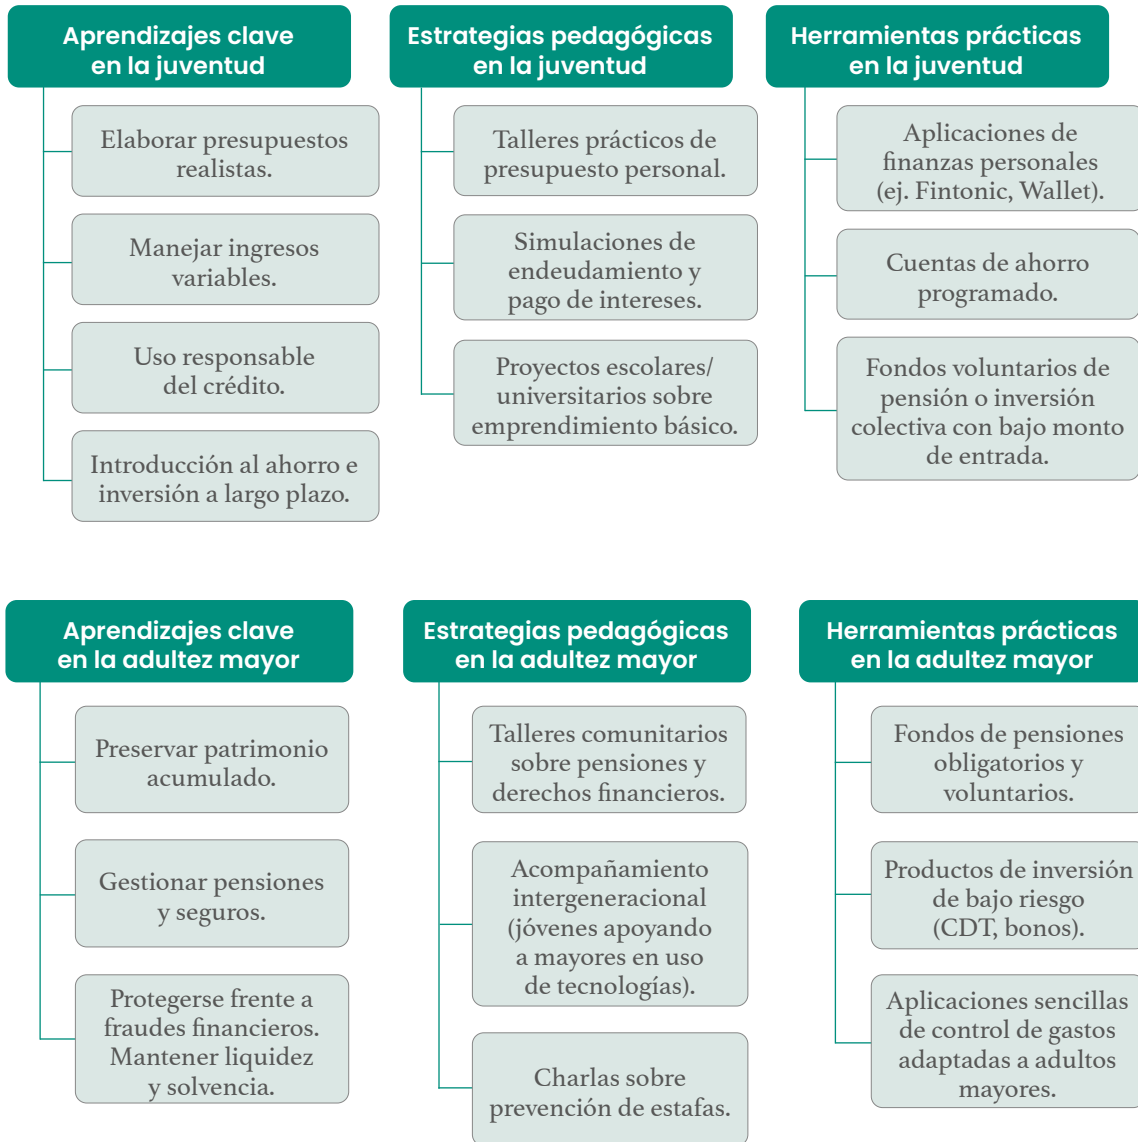 Aprendizajes clave
en la juventud
Elaborar presupuestos
realistas.
Manejar ingresos
variables.
Uso responsable
del crédito.
Introducción al ahorro e
inversión a largo plazo.
Estrategias pedagógicas
en la juventud
Talleres prácticos de
presupuesto personal.
Simulaciones de
endeudamiento y
pago de intereses.
Proyectos escolares/
universitarios sobre
emprendimiento básico.
Herramientas prácticas
en la juventud
Aplicaciones de
finanzas personales
(ej. Fintonic, Wallet).
Cuentas de ahorro
programado.
Fondos voluntarios de
pensión o inversión
colectiva con bajo monto
de entrada.
Aprendizajes clave
en la adultez mayor
Preservar patrimonio
acumulado.
Gestionar pensiones
y seguros.
Protegerse frente a
fraudes financieros.
Mantener liquidez
y solvencia.
Estrategias pedagógicas
en la adultez mayor
Talleres comunitarios
sobre pensiones y
derechos financieros.
Acompañamiento
intergeneracional
(jóvenes apoyando
a mayores en uso
de tecnologías).
Charlas sobre
prevención de estafas.
Herramientas prácticas
en la adultez mayor
Fondos de pensiones
obligatorios y
voluntarios.
Productos de inversión
de bajo riesgo
(CDT, bonos).
Aplicaciones sencillas
de control de gastos
adaptadas a adultos
mayores.